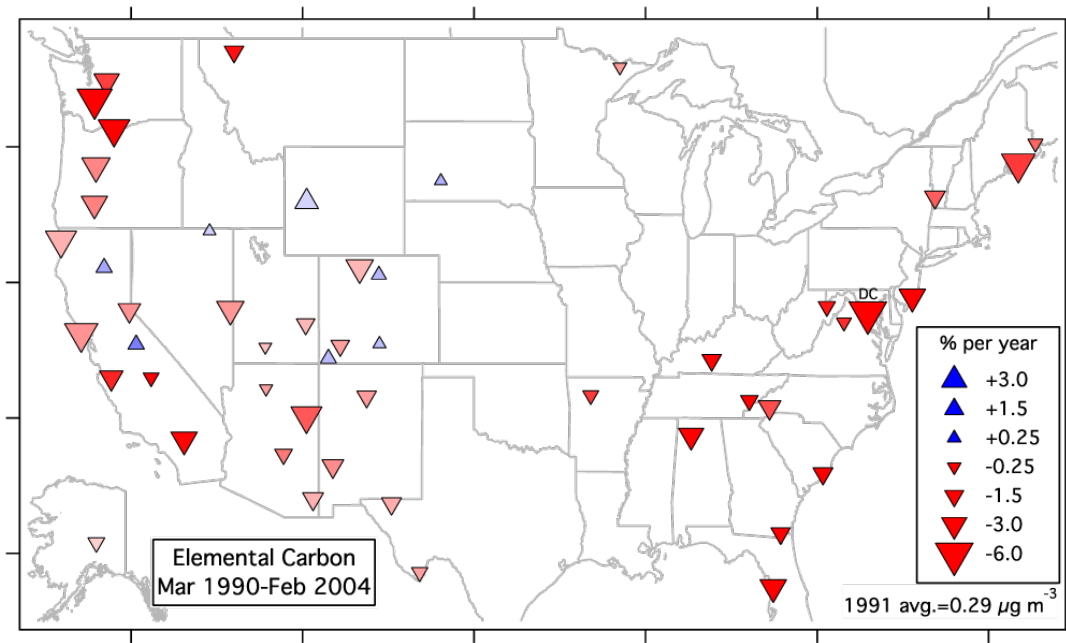 DC
% per year
+3.0
+1.5
+0.25
-0.25
-1.5
-3.0
-6.0
Elemental Carbon
Mar 1990-Feb 2004
1991 avg.=0.29 µg m⁻³